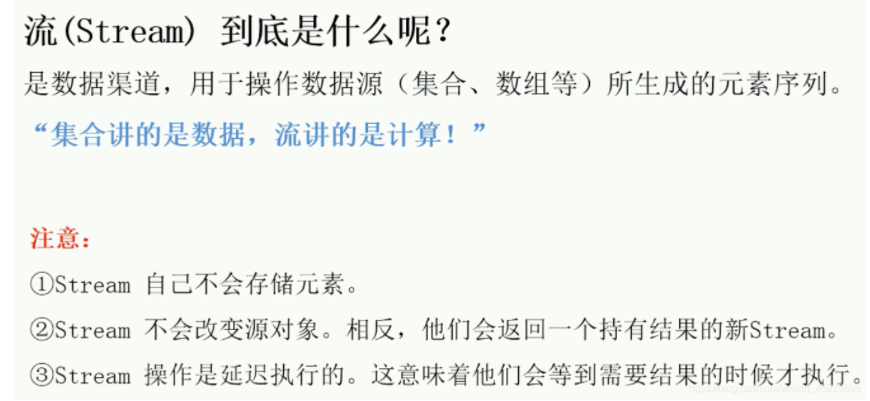 流(Stream) 到底是什么呢？
是数据渠道，用于操作数据源（集合、数组等）所生成的元素序列。
“集合讲的是数据，流讲的是计算！”
注意：
①Stream 自己不会存储元素。
②Stream 不会改变源对象。相反，他们会返回一个持有结果的新Stream。
③Stream 操作是延迟执行的。这意味着他们会等到需要结果的时候才执行。